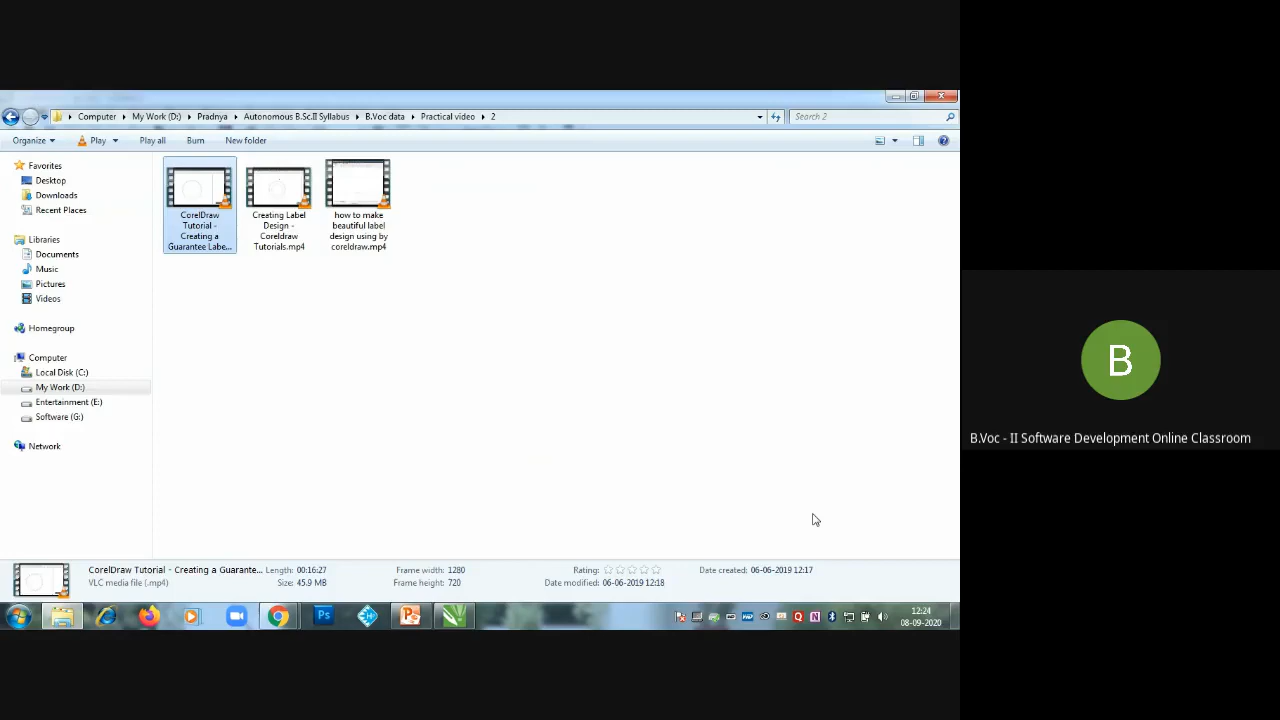 Computer My Work (D:) Pradnya Autonomous B.Sc.II Syllabus B.Voc data Practical video 2
Search 2
Organize Play Play all Burn New folder
Favorites
Desktop
Downloads
Recent Places
Libraries
Documents
Music
Pictures
Videos
Homegroup
Computer
Local Disk (C:)
My Work (D:)
Entertainment (E:)
Software (G:)
Network
CorelDraw
Tutorial -
Creating a
Guarantee Labe...
Creating Label
Design -
Coreldraw
Tutorials.mp4
how to make
beautiful label
design using by
coreldraw.mp4
B
B.Voc - II Software Development Online Classroom
CorelDraw Tutorial - Creating a Guarante... Length: 00:16:27 Frame width: 1280 Rating: Date created: 06-06-2019 12:17
VLC media file (.mp4) Size: 45.9 MB Frame height: 720 Date modified: 06-06-2019 12:18
Ps
12:24
08-09-2020